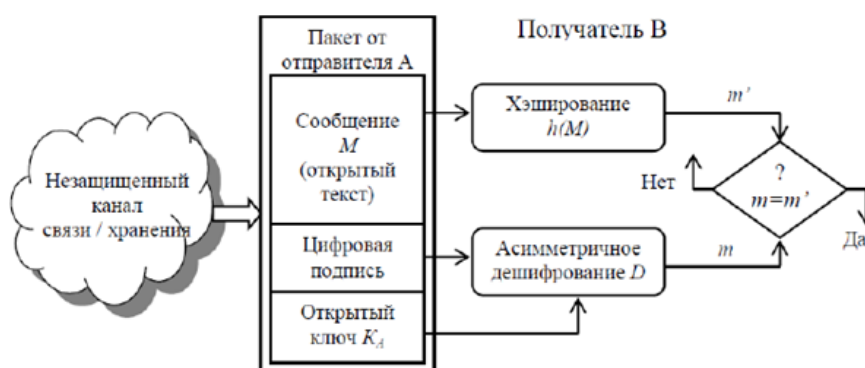 Пакет от
отправителя А
Получатель В
Незащищенный
канал
связи / хранения
Сообщение
М
(открытый
текст)
Цифровая
подпись
Открытый
ключ K_A
Хэширование
h(M)
m’
Асимметричное
дешифрование D
m
?
m=m’
Нет
Да